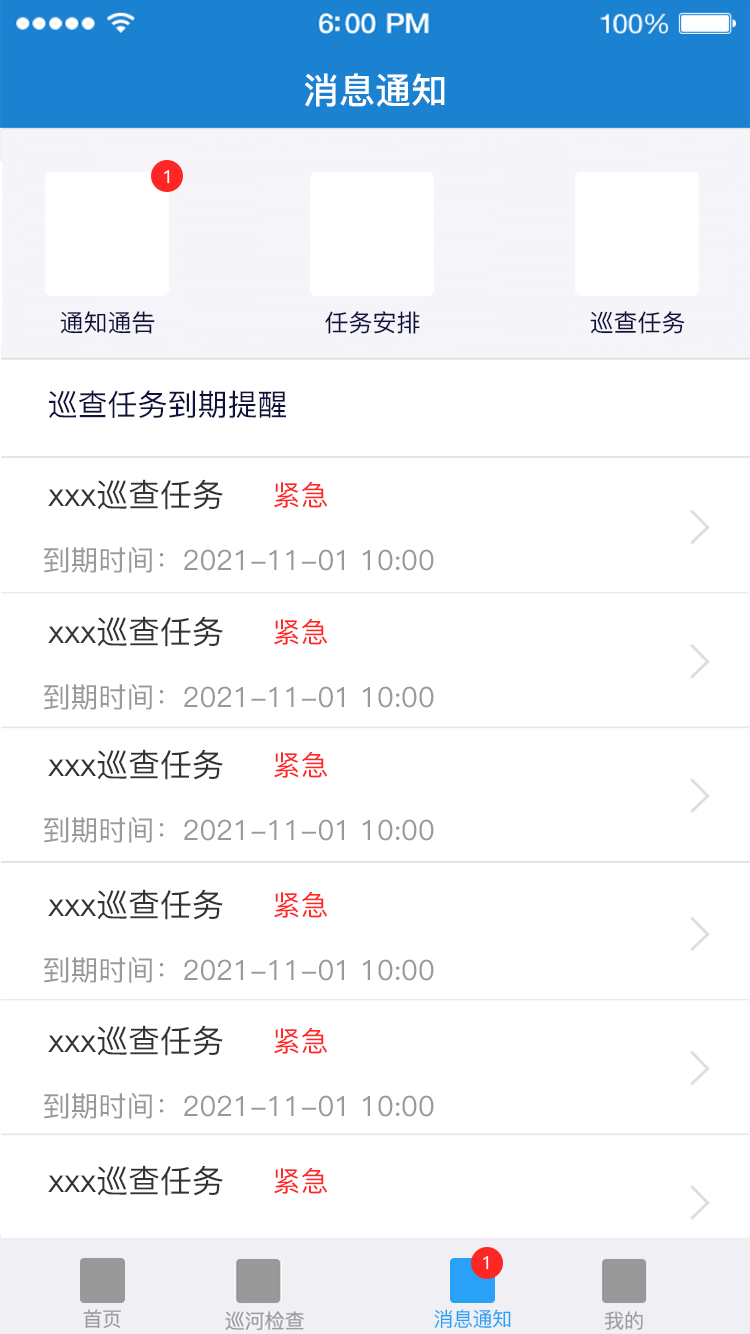 6:00 PM 100%
消息通知
1
通知通告 任务安排 巡查任务
巡查任务到期提醒
xxx巡查任务 紧急
到期时间：2021-11-01 10:00
xxx巡查任务 紧急
到期时间：2021-11-01 10:00
xxx巡查任务 紧急
到期时间：2021-11-01 10:00
xxx巡查任务 紧急
到期时间：2021-11-01 10:00
xxx巡查任务 紧急
到期时间：2021-11-01 10:00
xxx巡查任务 紧急
1
首页 巡河检查 消息通知 我的